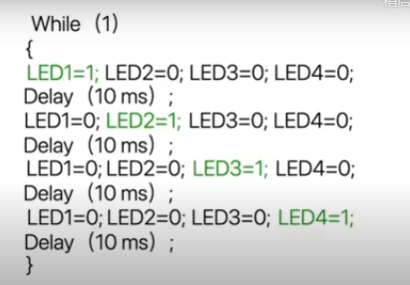 While (1)
{
LED1=1; LED2=0; LED3=0; LED4=0;
Delay (10 ms) ;
LED1=0; LED2=1; LED3=0; LED4=0;
Delay (10 ms) ;
LED1=0; LED2=0; LED3=1; LED4=0;
Delay (10 ms) ;
LED1=0; LED2=0; LED3=0; LED4=1;
Delay (10 ms) ;
}